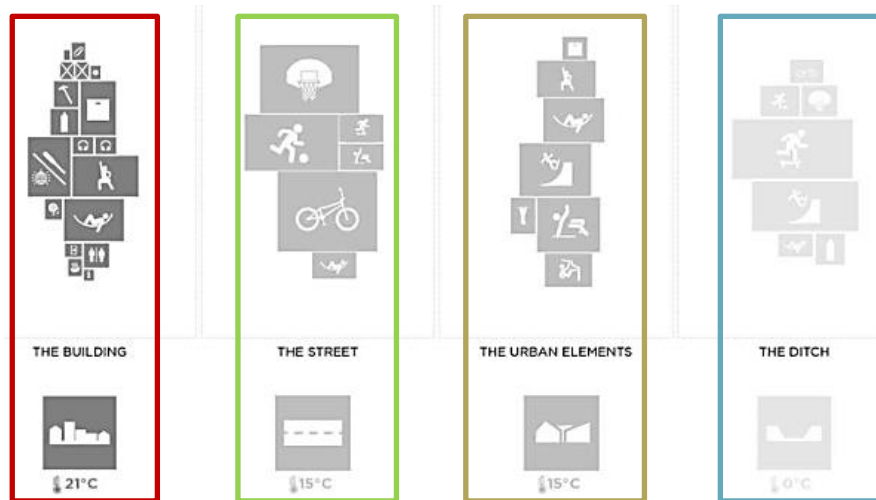 THE BUILDING
THE STREET
THE URBAN ELEMENTS
THE DITCH
21°C
15°C
15°C
0°C